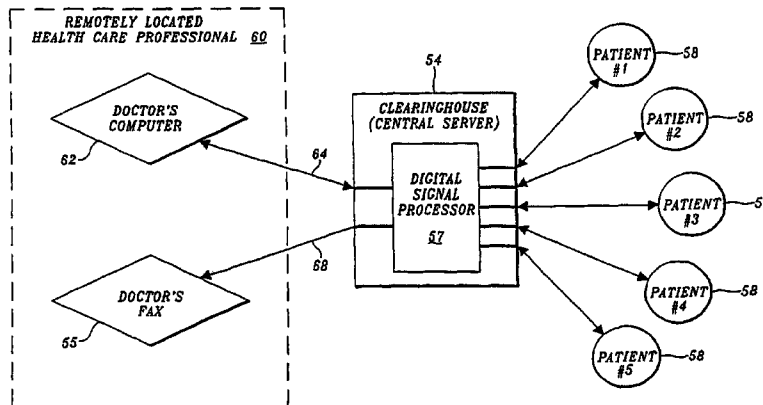 REMOTELY LOCATED
HEALTH CARE PROFESSIONAL 60
DOCTOR'S
COMPUTER
62
64
DOCTOR'S
FAX
55
68
54
CLEARINGHOUSE
(CENTRAL SERVER)
DIGITAL
SIGNAL
PROCESSOR
57
PATIENT
#1
58
PATIENT
#2
58
PATIENT
#3
5
PATIENT
#4
58
PATIENT
#5
58